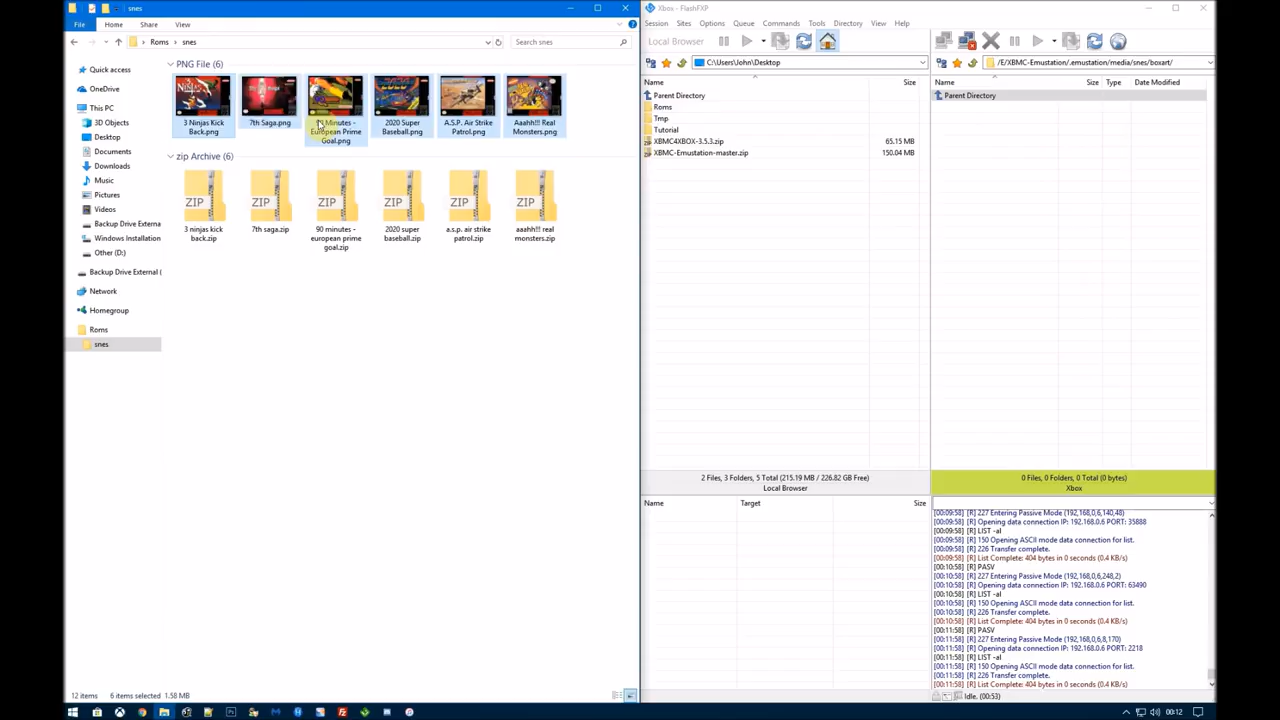 snes
File
Home
Share
View
Roms
snes
Search snes
Quick access
OneDrive
This PC
3D Objects
Desktop
Documents
Downloads
Music
Pictures
Videos
Backup Drive Externa
Windows Installation
Other (D:)
Backup Drive External (
Network
Homegroup
Roms
snes
PNG File (6)
3 Ninjas Kick
Back.png
7th Saga.png
90 Minutes -
European Prime
Goal.png
2020 Super
Baseball.png
A.S.P. Air Strike
Patrol.png
Aaahh!!! Real
Monsters.png
zip Archive (6)
ZIP
ZIP
ZIP
ZIP
ZIP
ZIP
3 ninjas kick
back.zip
7th saga.zip
90 minutes -
european prime
goal.zip
2020 super
baseball.zip
a.s.p. air strike
patrol.zip
aaahh!!! real
monsters.zip
12 items
6 items selected 1.58 MB
Xbox - FlashFXP
Session
Sites
Options
Queue
Commands
Tools
Directory
View
Help
Local Browser
C:\Users\John\Desktop
Name
Size
Parent Directory
Roms
Tmp
Tutorial
XBMC4XBOX-3.5.3.zip
65.15 MB
XBMC-Emustation-master.zip
150.04 MB
2 Files, 3 Folders, 5 Total (215.19 MB / 226.82 GB Free)
Local Browser
Name
Target
Size
/E/XBMC-Emustation/.emustation/media/snes/boxart/
Name
Size
Type
Date Modified
Parent Directory
0 Files, 0 Folders, 0 Total (0 bytes)
Xbox
[00:09:58] [R] 227 Entering Passive Mode (192,168,0,6,140,48)
[00:09:58] [R] Opening data connection IP: 192.168.0.6 PORT: 35888
[00:09:58] [R] LIST -al
[00:09:58] [R] 150 Opening ASCII mode data connection for list.
[00:09:58] [R] 226 Transfer complete.
[00:09:58] [R] List Complete: 404 bytes in 0 seconds (0.4 KB/s)
[00:10:58] [R] PASV
[00:10:58] [R] 227 Entering Passive Mode (192,168,0,6,248,2)
[00:10:58] [R] Opening data connection IP: 192.168.0.6 PORT: 63490
[00:10:58] [R] LIST -al
[00:10:58] [R] 150 Opening ASCII mode data connection for list.
[00:10:58] [R] 226 Transfer complete.
[00:10:58] [R] List Complete: 404 bytes in 0 seconds (0.4 KB/s)
[00:11:58] [R] PASV
[00:11:58] [R] 227 Entering Passive Mode (192,168,0,6,8,170)
[00:11:58] [R] Opening data connection IP: 192.168.0.6 PORT: 2218
[00:11:58] [R] LIST -al
[00:11:58] [R] 150 Opening ASCII mode data connection for list.
[00:11:58] [R] 226 Transfer complete.
[00:11:58] [R] List Complete: 404 bytes in 0 seconds (0.4 KB/s)
Idle. (00:53)
00:12